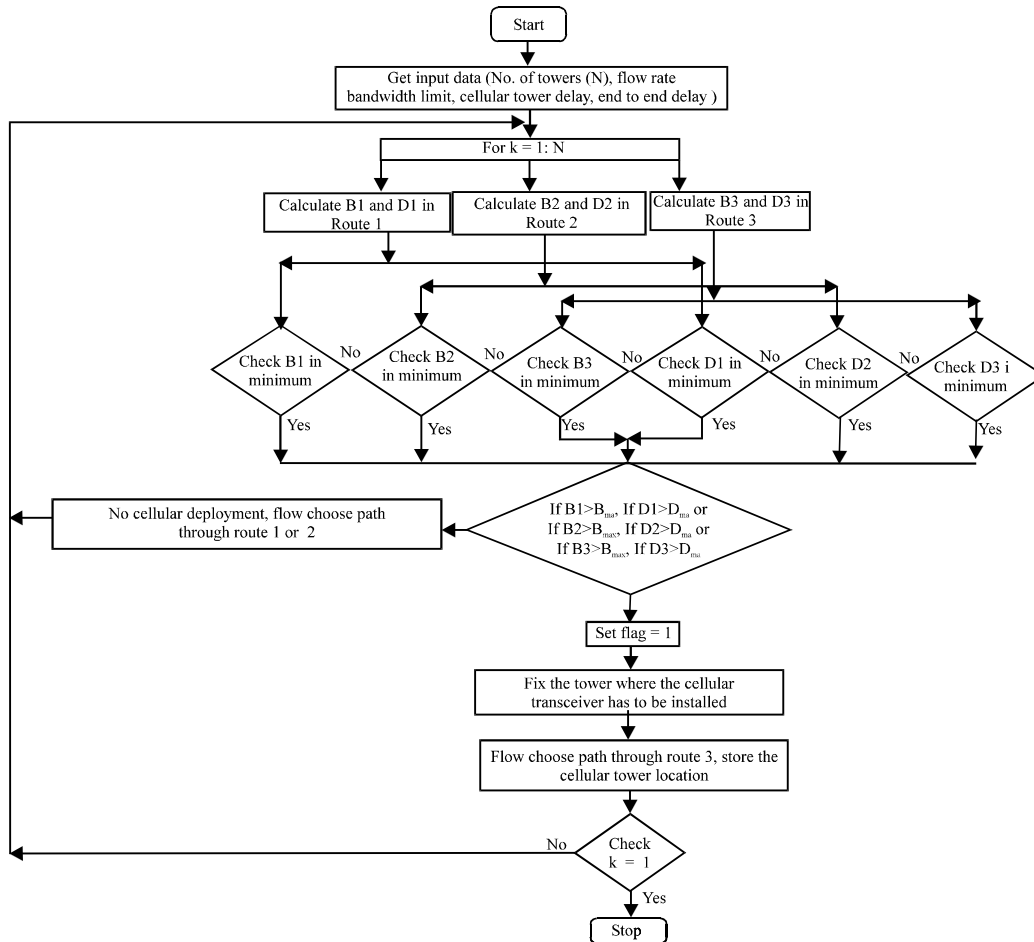 Start
Get input data (No. of towers (N), flow rate
bandwidth limit, cellular tower delay, end to end delay )
For k = 1: N
Calculate B1 and D1 in
Route 1
Calculate B2 and D2 in
Route 2
Calculate B3 and D3 in
Route 3
Check B1 in
minimum
No
Check B2
in minimum
No
Check B3
in minimum
No
Check D1 in
minimum
No
Check D2
in minimum
No
Check D3 i
minimum
Yes
Yes
Yes
Yes
Yes
Yes
If B1>Bma, If D1>Dma or
If B2>Bmax, If D2>Dma or
If B3>Bmax, If D3>Dma
No cellular deployment, flow choose path
through route 1 or 2
Set flag = 1
Fix the tower where the cellular
transceiver has to be installed
Flow choose path through route 3, store the
cellular tower location
Check
k = 1
No
Yes
Stop